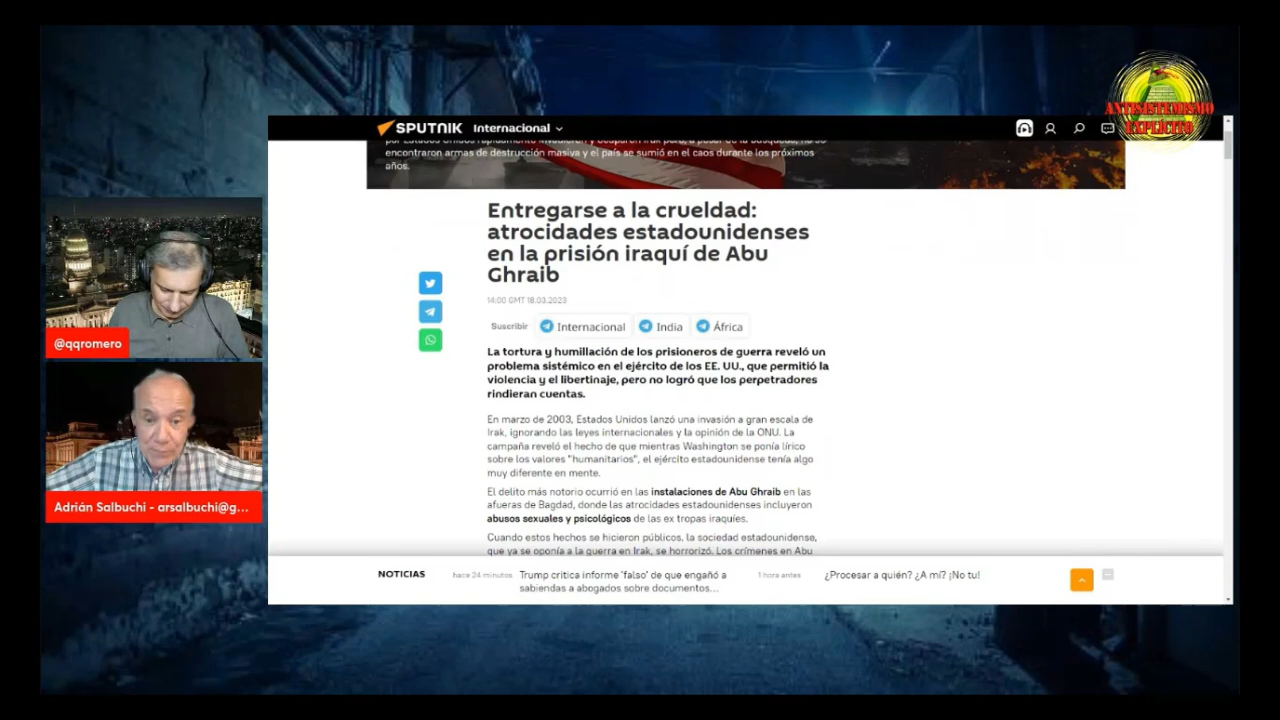 ANTISISTEMISMO
EXPLÍCITO
SPUTNIK Internacional
encontraron armas de destrucción masiva y el país se sumió en el caos durante los próximos
años.
Entregarse a la crueldad:
atrocidades estadounidenses
en la prisión iraquí de Abu
Ghraib
14:00 GMT 18.03.2023
Suscribir Internacional India África
La tortura y humillación de los prisioneros de guerra reveló un
problema sistémico en el ejército de los EE. UU., que permitió la
violencia y el libertinaje, pero no logró que los perpetradores
rindieran cuentas.
En marzo de 2003, Estados Unidos lanzó una invasión a gran escala de
Irak, ignorando las leyes internacionales y la opinión de la ONU. La
campaña reveló el hecho de que mientras Washington se ponía lírico
sobre los valores "humanitarios", el ejército estadounidense tenía algo
muy diferente en mente.
El delito más notorio ocurrió en las instalaciones de Abu Ghraib en las
afueras de Bagdad, donde las atrocidades estadounidenses incluyeron
abusos sexuales y psicológicos de las ex tropas iraquíes.
Cuando estos hechos se hicieron públicos, la sociedad estadounidense,
que ya se oponía a la guerra en Irak, se horrorizó. Los crímenes en Abu
NOTICIAS
hace 24 minutos Trump critica informe 'falso' de que engañó a
sabiendas a abogados sobre documentos...
1 hora antes ¿Procesar a quién? ¿A mí? ¡No tu!
@qqromero
Adrián Salbuchi - arsalbuchi@g...